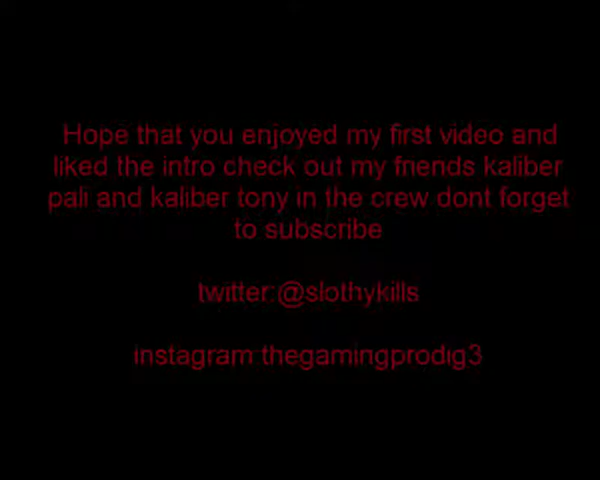 Hope that you enjoyed my first video and
liked the intro check out my friends kaliber
pali and kaliber tony in the crew dont forget
to subscribe
twitter:@slothykills
instagram:thegamingprodig3